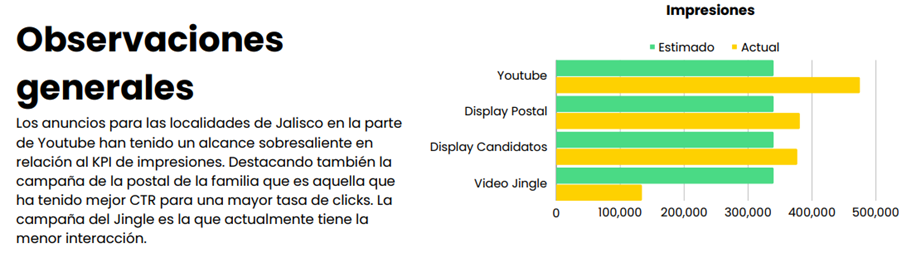 Observaciones
generales
Los anuncios para las localidades de Jalisco en la parte
de Youtube han tenido un alcance sobresaliente en
relación al KPI de impresiones. Destacando también la
campaña de la postal de la familia que es aquella que
ha tenido mejor CTR para una mayor tasa de clicks. La
campaña del Jingle es la que actualmente tiene la
menor interacción.
Impresiones
Estimado Actual
Youtube
Display Postal
Display Candidatos
Video Jingle
0 100,000 200,000 300,000 400,000 500,000